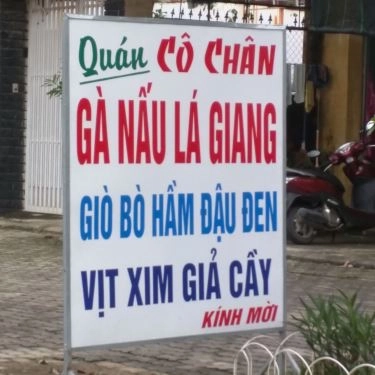 Quán CÔ CHÂN
GÀ NẤU LÁ GIANG
GIÒ BÒ HẦM ĐẬU ĐEN
VỊT XIM GIẢ CẦY
KÍNH MỜI